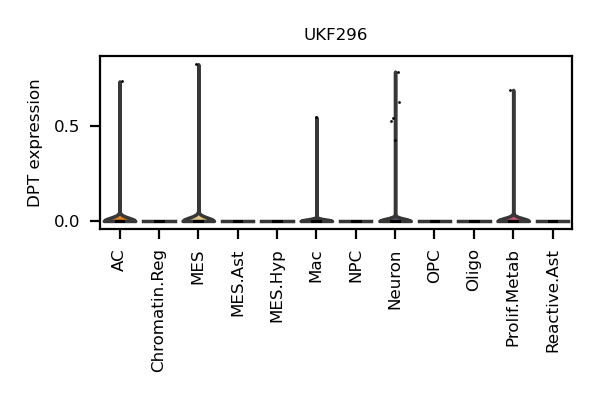 UKF296
DPT expression
0.5
0.0
AC
Chromatin.Reg
MES
MES.Ast
MES.Hyp
Mac
NPC
Neuron
OPC
Oligo
Prolif.Metab
Reactive.Ast